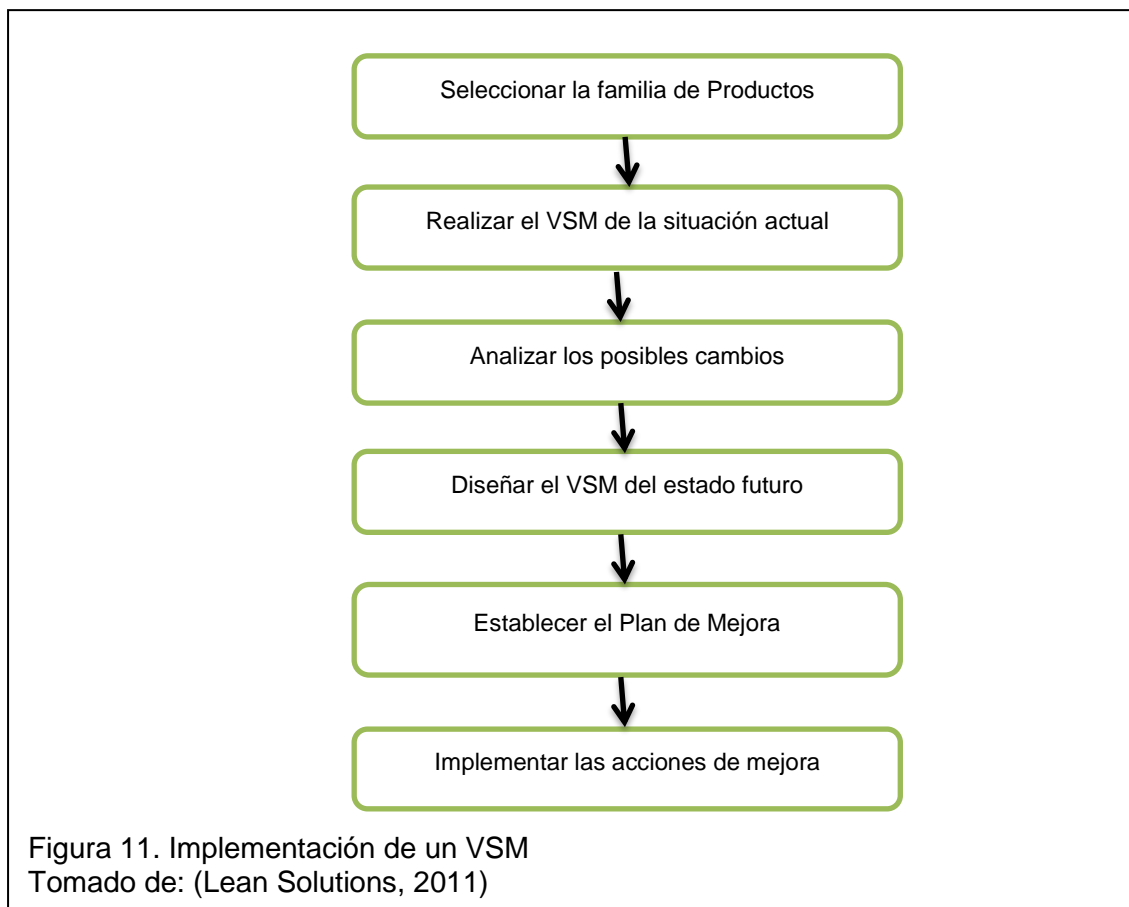 Seleccionar la familia de Productos
Realizar el VSM de la situación actual
Analizar los posibles cambios
Diseñar el VSM del estado futuro
Establecer el Plan de Mejora
Implementar las acciones de mejora
Figura 11. Implementación de un VSM
Tomado de: (Lean Solutions, 2011)